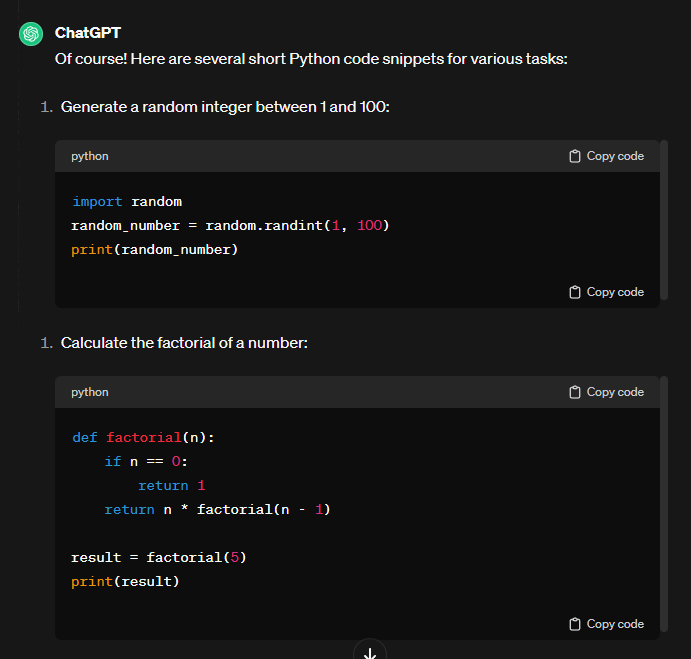 ChatGPT
Of course! Here are several short Python code snippets for various tasks:
1. Generate a random integer between 1 and 100:
python Copy code
import random
random_number = random.randint(1, 100)
print(random_number)
Copy code
1. Calculate the factorial of a number:
python Copy code
def factorial(n):
    if n == 0:
        return 1
    return n * factorial(n - 1)
result = factorial(5)
print(result)
Copy code